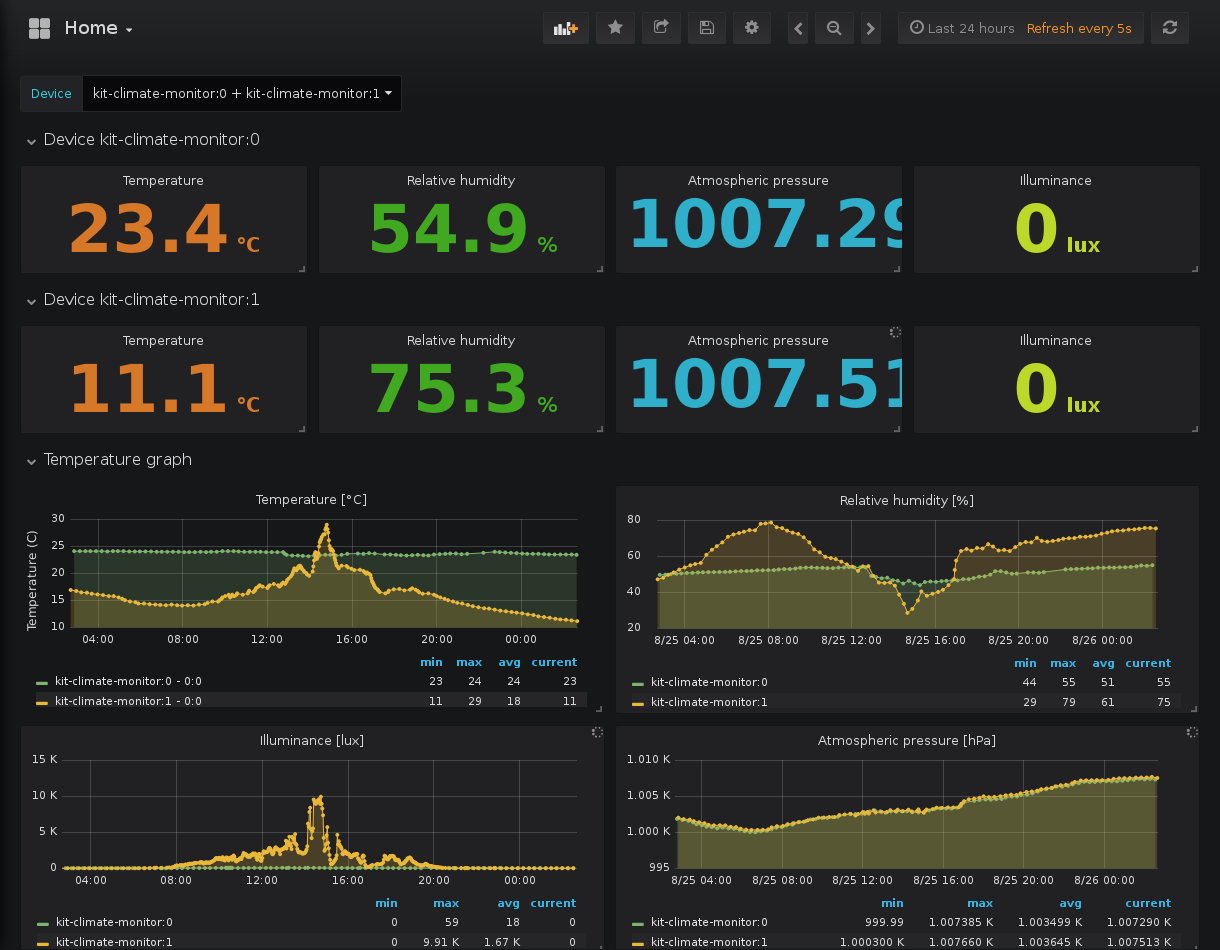 Home
Last 24 hours Refresh every 5s
Device kit-climate-monitor:0 + kit-climate-monitor:1
Device kit-climate-monitor:0
Temperature Relative humidity Atmospheric pressure Illuminance
23.4 °C 54.9 % 1007.29 0 lux
Device kit-climate-monitor:1
Temperature Relative humidity Atmospheric pressure Illuminance
11.1 °C 75.3 % 1007.51 0 lux
Temperature graph
Temperature [°C]
Temperature (C)
30
25
20
15
10
04:00 08:00 12:00 16:00 20:00 00:00
min max avg current
kit-climate-monitor:0 - 0:0 23 24 24 23
kit-climate-monitor:1 - 0:0 11 29 18 11
Relative humidity [%]
80
60
40
20
8/25 04:00 8/25 08:00 8/25 12:00 8/25 16:00 8/25 20:00 8/26 00:00
min max avg current
kit-climate-monitor:0 44 55 51 55
kit-climate-monitor:1 29 79 61 75
Illuminance [lux]
15 K
10 K
5 K
0
04:00 08:00 12:00 16:00 20:00 00:00
min max avg current
kit-climate-monitor:0 0 59 18 0
kit-climate-monitor:1 0 9.91 K 1.67 K 0
Atmospheric pressure [hPa]
1.010 K
1.005 K
1.000 K
995
8/25 04:00 8/25 08:00 8/25 12:00 8/25 16:00 8/25 20:00 8/26 00:00
min max avg current
kit-climate-monitor:0 999.99 1.007385 K 1.003499 K 1.007290 K
kit-climate-monitor:1 1.000300 K 1.007660 K 1.003645 K 1.007513 K